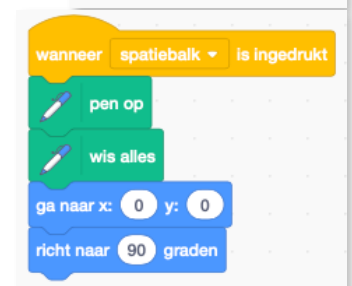 wanneer spatiebalk is ingedrukt
pen op
wis alles
ga naar x: 0 y: 0
richt naar 90 graden